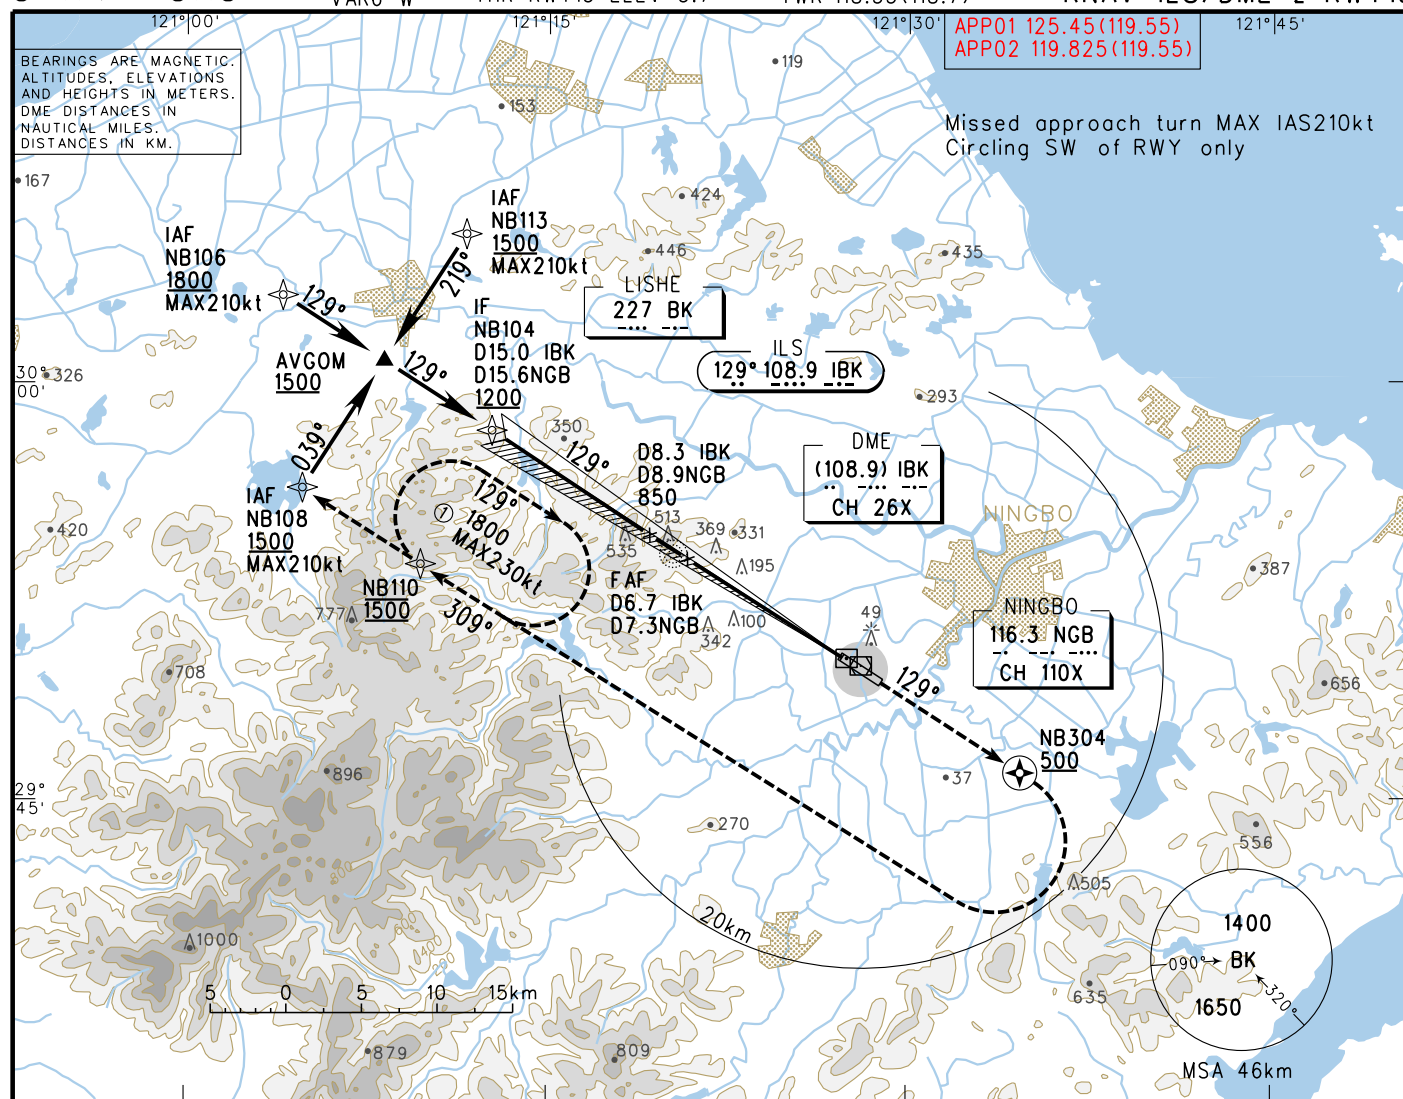 VAR6°W
121°00'
121°15'
121°30'
121°45'
APP01 125.45(119.55)
APP02 119.825(119.55)
BEARINGS ARE MAGNETIC.
ALTITUDES, ELEVATIONS
AND HEIGHTS IN METERS.
DME DISTANCES IN
NAUTICAL MILES.
DISTANCES IN KM.
Missed approach turn MAX IAS210kt
Circling SW of RWY only
119
153
167
424
446
435
IAF
NB113
1500
MAX210kt
219°
IAF
NB106
1800
MAX210kt
129°
LISHE
227 BK
IF
NB104
D15.0 IBK
D15.6NGB
1200
AVGOM
1500
129°
ILS
129° 108.9 IBK
30°
00'
326
293
039°
350
129°
D8.3 IBK
D8.9NGB
850
DME
(108.9) IBK
CH 26X
IAF
NB108
1500
MAX210kt
1
129°
1800
MAX230kt
513
535
369
331
195
420
NINGBO
387
FAF
D6.7 IBK
D7.3NGB
NB110
1500
309°
777
100
342
49
NINGBO
116.3 NGB
CH 110X
708
656
129°
NB304
500
896
37
29°
45'
270
556
505
20km
800
600
400
200
1000
635
1400
090°
BK
320°
1650
MSA 46km
5
0
5
10
15km
879
809